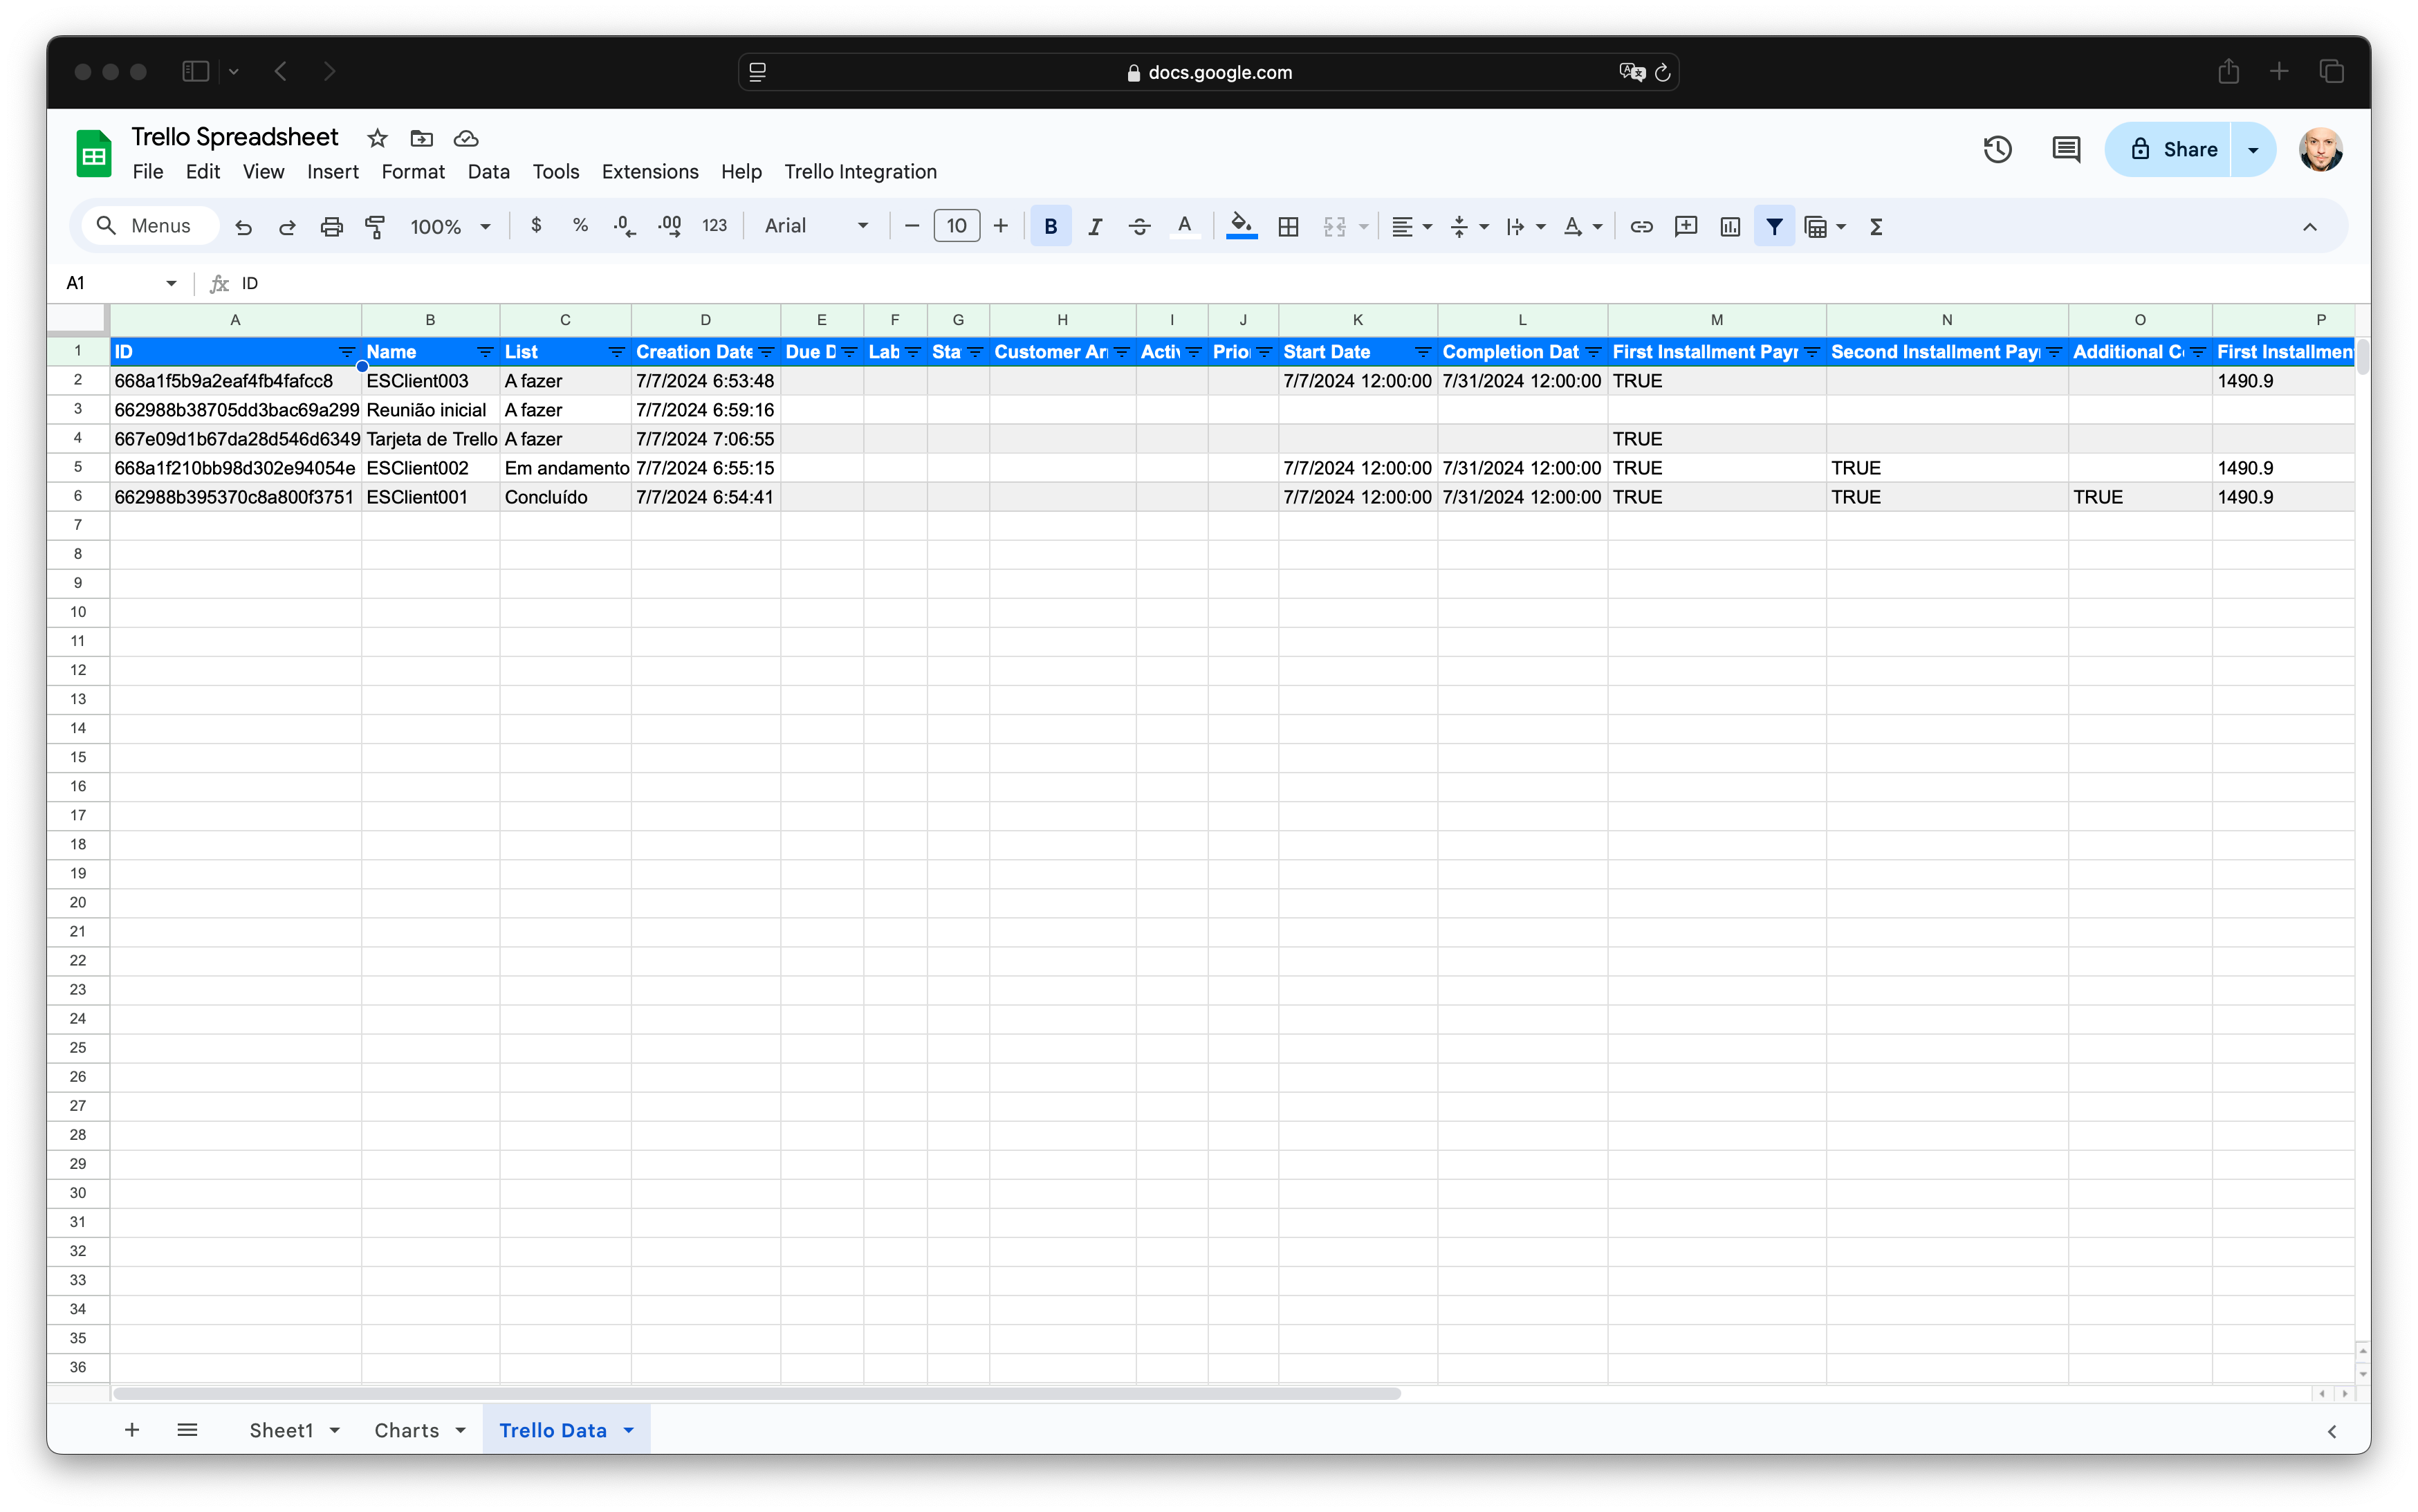 docs.google.com
Trello Spreadsheet
File Edit View Insert Format Data Tools Extensions Help Trello Integration
Share
Menus 100% $ % .0 .00 123 Arial 10 B I A
A1 fx ID
A B C D E F G H I J K L M N O P
1 ID Name List Creation Date Due D Lab Sta Customer Ar Activ Prio Start Date Completion Dat First Installment Payr Second Installment Pay Additional C First Installmen
2 668a1f5b9a2eaf4fb4fafcc8 ESClient003 A fazer 7/7/2024 6:53:48 7/7/2024 12:00:00 7/31/2024 12:00:00 TRUE 1490.9
3 662988b38705dd3bac69a299 Reunião inicial A fazer 7/7/2024 6:59:16
4 667e09d1b67da28d546d6349 Tarjeta de Trello A fazer 7/7/2024 7:06:55 TRUE
5 668a1f210bb98d302e94054e ESClient002 Em andamento 7/7/2024 6:55:15 7/7/2024 12:00:00 7/31/2024 12:00:00 TRUE TRUE 1490.9
6 662988b395370c8a800f3751 ESClient001 Concluído 7/7/2024 6:54:41 7/7/2024 12:00:00 7/31/2024 12:00:00 TRUE TRUE TRUE 1490.9
7
8
9
10
11
12
13
14
15
16
17
18
19
20
21
22
23
24
25
26
27
28
29
30
31
32
33
34
35
36
Sheet1 Charts Trello Data